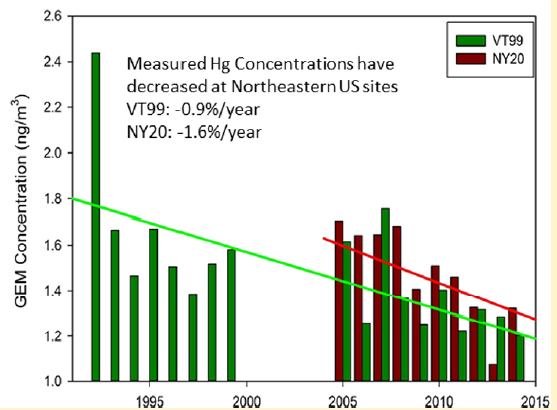 2.6
2.4
2.2
2.0
1.8
1.6
1.4
1.2
1.0
GEM Concentration (ng/m³)
Measured Hg Concentrations have
decreased at Northeastern US sites
VT99: -0.9%/year
NY20: -1.6%/year
VT99
NY20
1995
2000
2005
2010
2015